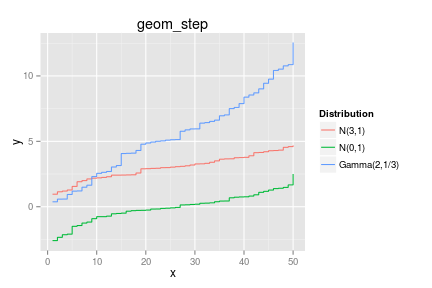 geom_step
10
5
0
y
0
10
20
30
40
50
x
Distribution
N(3,1)
N(0,1)
Gamma(2,1/3)